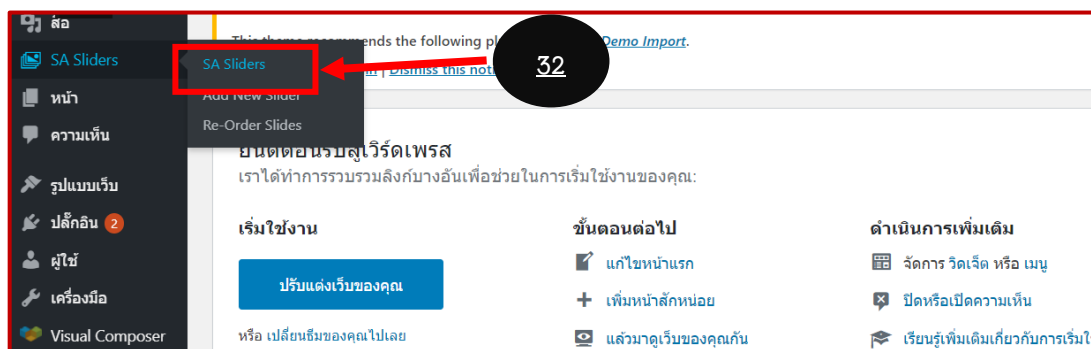 สื่อ
SA Sliders
หน้า
ความเห็น
รูปแบบเว็บ
ปลั๊กอิน 2
ผู้ใช้
เครื่องมือ
Visual Composer
SA Sliders
Add New Slider
Re-Order Slides
This theme recommends the following Demo Import.
Dismiss this
32
ยินดีต้อนรับสู่เวิร์ดเพรส
เราได้ทำการรวบรวมลิงก์บางอันเพื่อช่วยในการเริ่มใช้งานของคุณ:
เริ่มใช้งาน
ปรับแต่งเว็บของคุณ
หรือ เปลี่ยนธีมของคุณไปเลย
ขั้นตอนต่อไป
แก้ไขหน้าแรก
เพิ่มหน้าสักหน่อย
แล้วมาดูเว็บของคุณกัน
ดำเนินการเพิ่มเติม
จัดการ วิดเจ็ต หรือ เมนู
ปิดหรือเปิดความเห็น
เรียนรู้เพิ่มเติมเกี่ยวกับการเริ่มใ